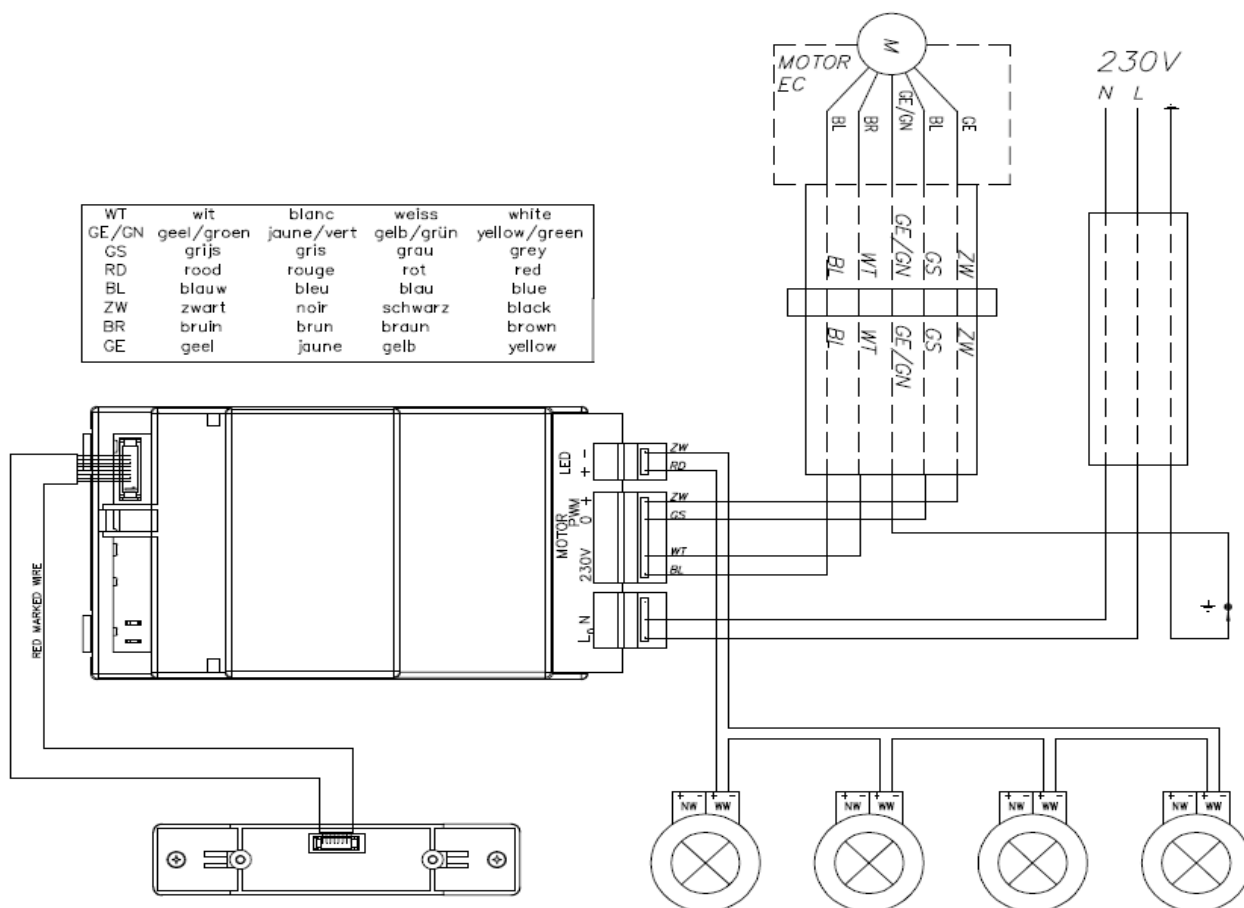 MOTOR
EC
M
230V
N L
BL BR GE/GN BL GE
BL WT GE/GN GS ZW
BL WT GE/GN GS ZW
WT wit blanc weiss white
GE/GN geel/groen jaune/vert gelb/grün yellow/green
GS grijs gris grau grey
RD rood rouge rot red
BL blauw bleu blau blue
ZW zwart noir schwarz black
BR bruin brun braun brown
GE geel jaune gelb yellow
LED
+ -
ZW
RD
MOTOR
PWM
0 +
230V
ZW
GS
WT
BL
L N
RED MARKED WIRE
+ - + -
NW WW
+ - + -
NW WW
+ - + -
NW WW
+ - + -
NW WW